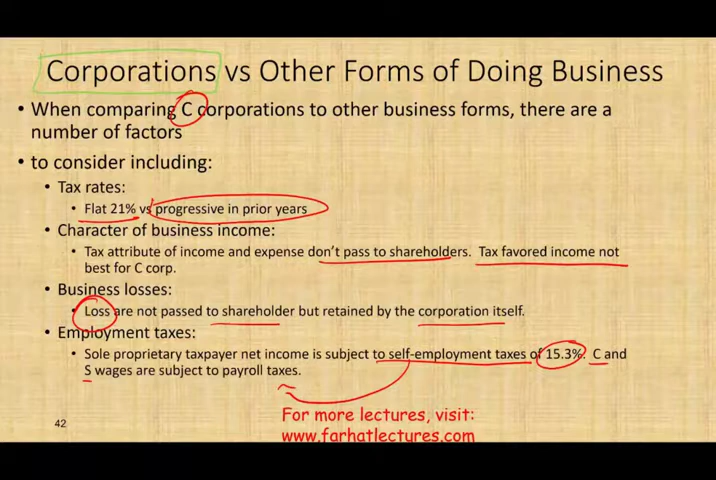 Corporations vs Other Forms of Doing Business
• When comparing C corporations to other business forms, there are a
number of factors
• to consider including:
• Tax rates:
• Flat 21% vs progressive in prior years
• Character of business income:
• Tax attribute of income and expense don't pass to shareholders. Tax favored income not
best for C corp.
• Business losses:
• Loss are not passed to shareholder but retained by the corporation itself.
• Employment taxes:
• Sole proprietary taxpayer net income is subject to self-employment taxes of 15.3%. C and
S wages are subject to payroll taxes.
For more lectures, visit:
www.farhatlectures.com
42